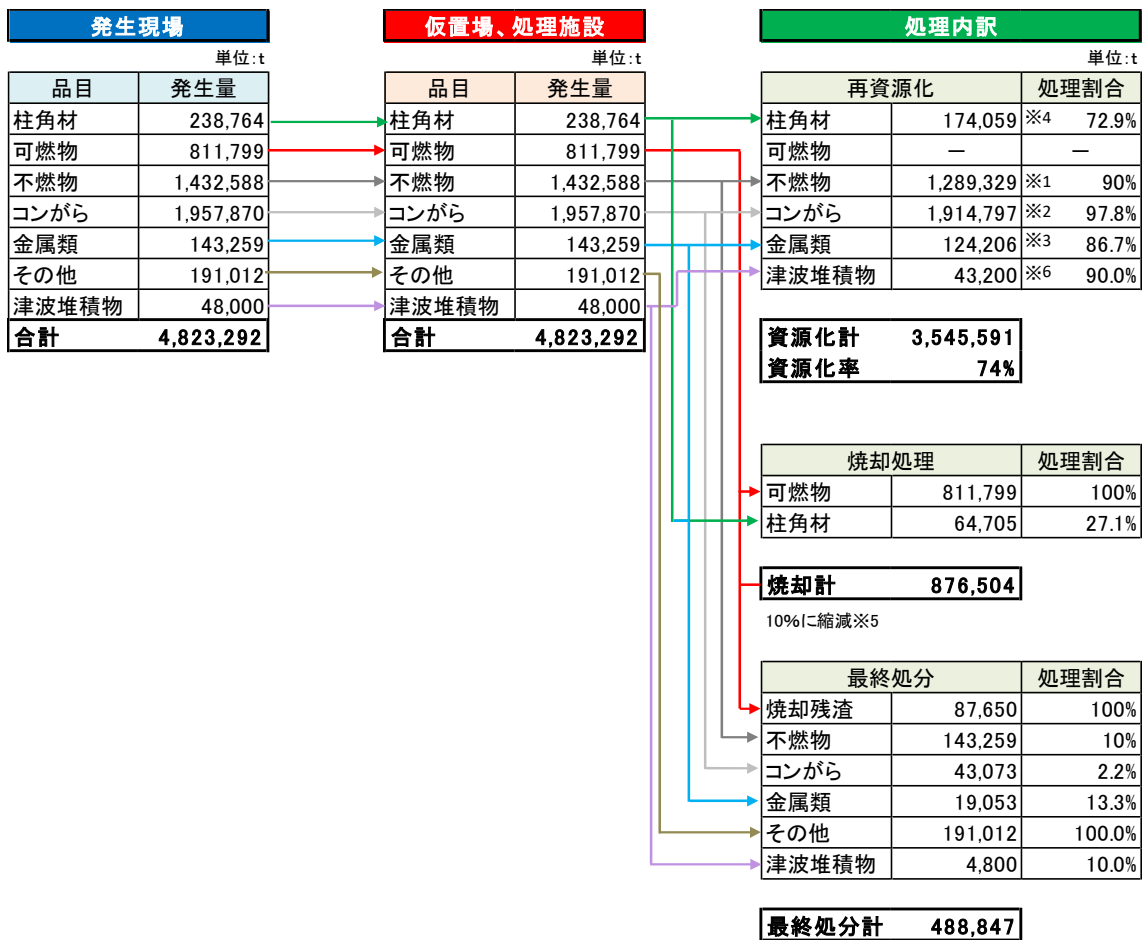 発生現場
単位:t
品目 発生量
柱角材 238,764
可燃物 811,799
不燃物 1,432,588
コンがら 1,957,870
金属類 143,259
その他 191,012
津波堆積物 48,000
合計 4,823,292
仮置場、処理施設
単位:t
品目 発生量
柱角材 238,764
可燃物 811,799
不燃物 1,432,588
コンがら 1,957,870
金属類 143,259
その他 191,012
津波堆積物 48,000
合計 4,823,292
処理内訳
単位:t
再資源化 処理割合
柱角材 174,059 ※4 72.9%
可燃物 － －
不燃物 1,289,329 ※1 90%
コンがら 1,914,797 ※2 97.8%
金属類 124,206 ※3 86.7%
津波堆積物 43,200 ※6 90.0%
資源化計 3,545,591
資源化率 74%
焼却処理 処理割合
可燃物 811,799 100%
柱角材 64,705 27.1%
焼却計 876,504
10%に縮減※5
最終処分 処理割合
焼却残渣 87,650 100%
不燃物 143,259 10%
コンがら 43,073 2.2%
金属類 19,053 13.3%
その他 191,012 100.0%
津波堆積物 4,800 10.0%
最終処分計 488,847